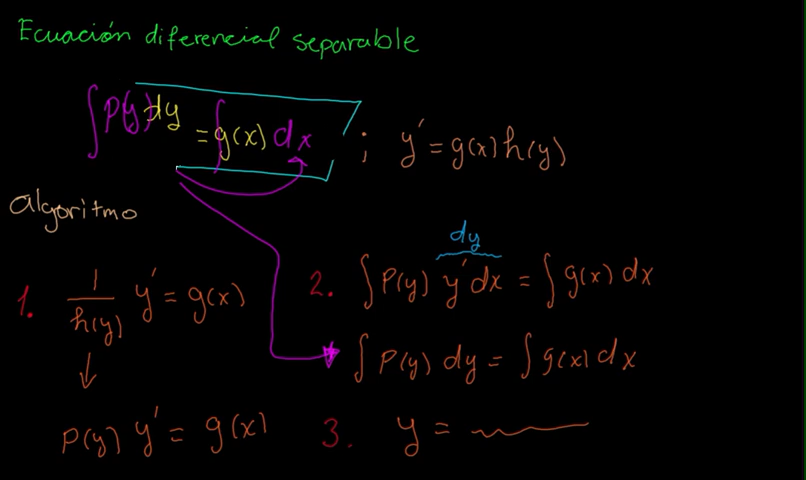 Ecuación diferencial separable
∫P(y)dy = ∫g(x) dx ; y' = g(x)h(y)
Algoritmo
dy
1. 1/h(y) y' = g(x)
2. ∫ P(y) y' dx = ∫ g(x) dx
∫ P(y) dy = ∫ g(x) dx
P(y) y' = g(x)
3. y =